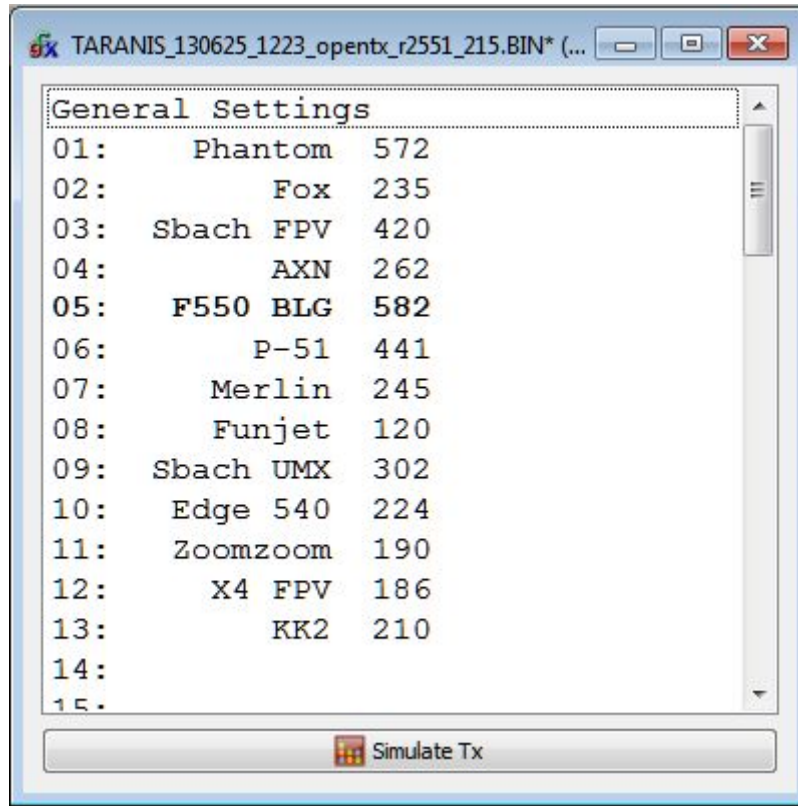 TARANIS_130625_1223_opentx_r2551_215.BIN* (...
General Settings
01: Phantom 572
02: Fox 235
03: Sbach FPV 420
04: AXN 262
05: F550 BLG 582
06: P-51 441
07: Merlin 245
08: Funjet 120
09: Sbach UMX 302
10: Edge 540 224
11: Zoomzoom 190
12: X4 FPV 186
13: KK2 210
14:
15:
Simulate Tx